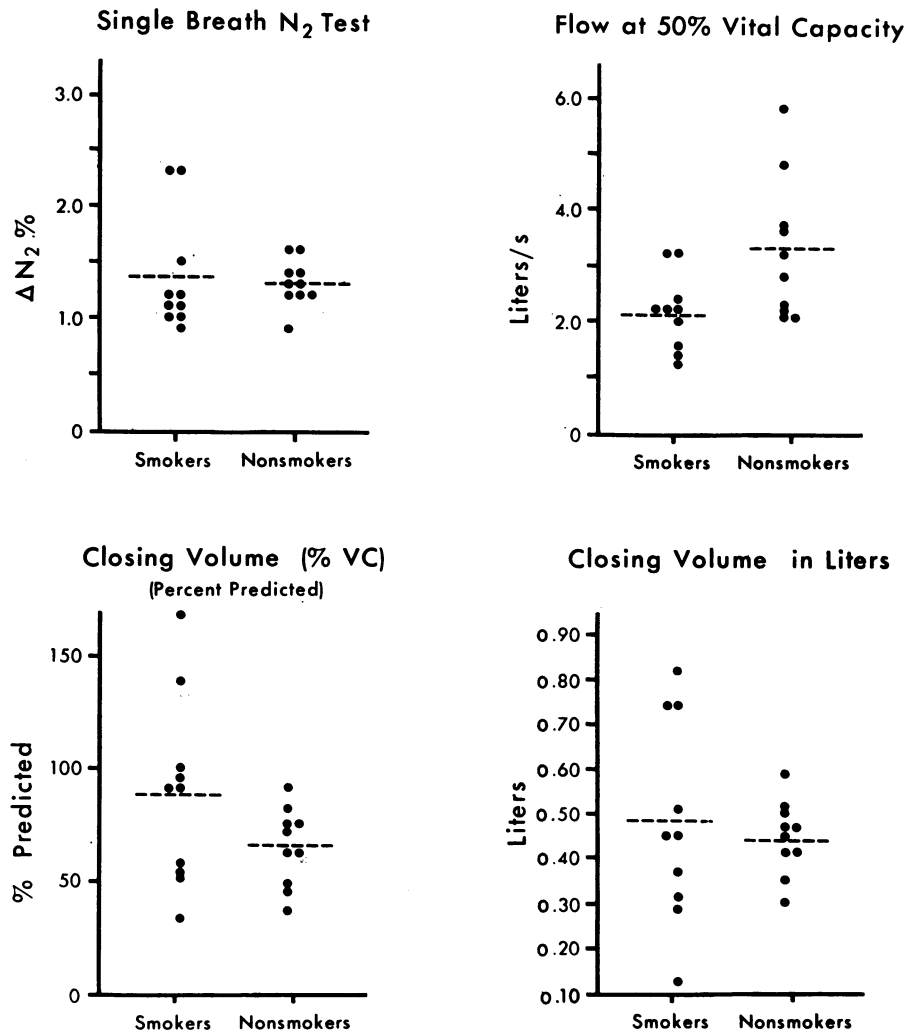 Single Breath N₂ Test
3.0
2.0
1.0
0
ΔN₂%
Smokers Nonsmokers
Flow at 50% Vital Capacity
6.0
4.0
2.0
0
Liters/s
Smokers Nonsmokers
Closing Volume (% VC)
(Percent Predicted)
150
100
50
0
% Predicted
Smokers Nonsmokers
Closing Volume in Liters
0.90
0.80
0.70
0.60
0.50
0.40
0.30
0.20
0.10
Liters
Smokers Nonsmokers